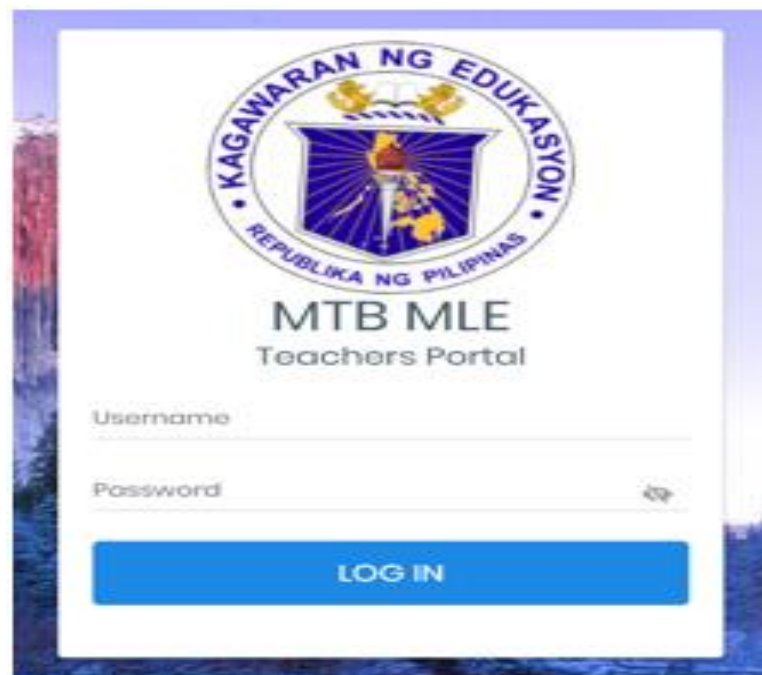 KAGAWARAN NG EDUKASYON
REPUBLIKA NG PILIPINAS
MTB MLE
Teachers Portal
Username
Password
LOG IN